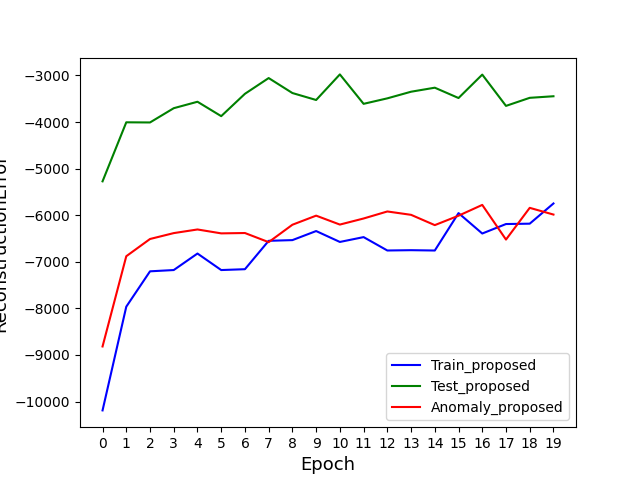 −3000
−4000
−5000
−6000
−7000
−8000
−9000
−10000
ReconstructionError
0 1 2 3 4 5 6 7 8 9 10 11 12 13 14 15 16 17 18 19
Epoch
Train_proposed
Test_proposed
Anomaly_proposed